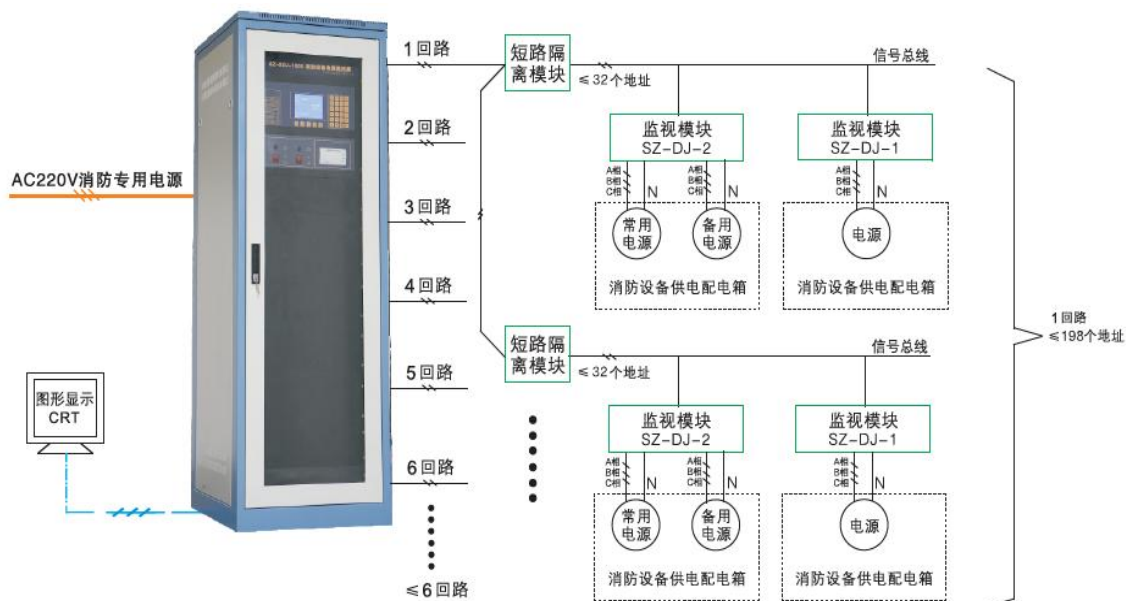 AC220V消防专用电源
图形显示
CRT
1回路
2回路
3回路
4回路
5回路
6回路
≤6回路
短路隔
离模块
≤32个地址
信号总线
监视模块
SZ-DJ-2
A相
B相
C相
N
A相
B相
C相
N
常用
电源
备用
电源
消防设备供电配电箱
监视模块
SZ-DJ-1
A相
B相
C相
N
电源
消防设备供电配电箱
短路隔
离模块
≤32个地址
信号总线
监视模块
SZ-DJ-2
A相
B相
C相
N
A相
B相
C相
N
常用
电源
备用
电源
消防设备供电配电箱
监视模块
SZ-DJ-1
A相
B相
C相
N
电源
消防设备供电配电箱
1回路
≤198个地址